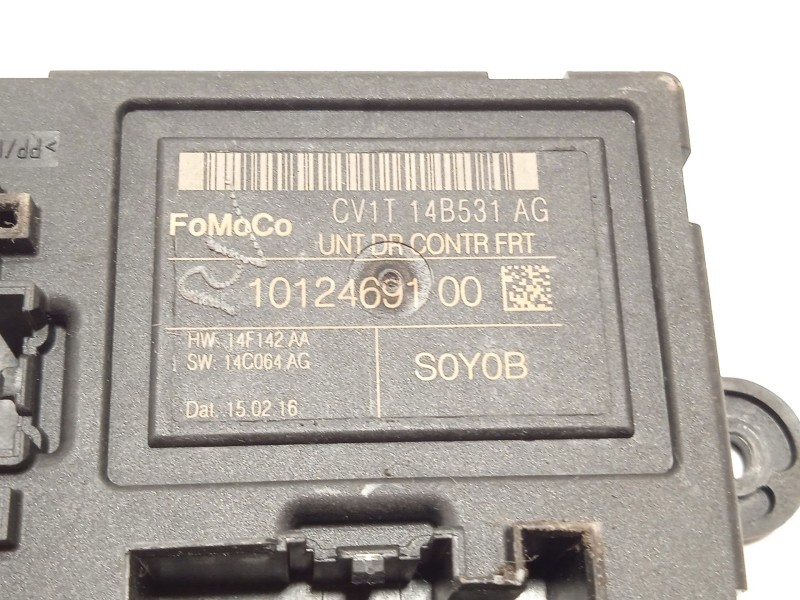 >PP/
CV1T 14B531 AG
FoMoCo
UNT DR CONTR FRT
10124691 00
HW: 14F142 AA
SW: 14C064 AG
S0Y0B
Dat. 15.02.16